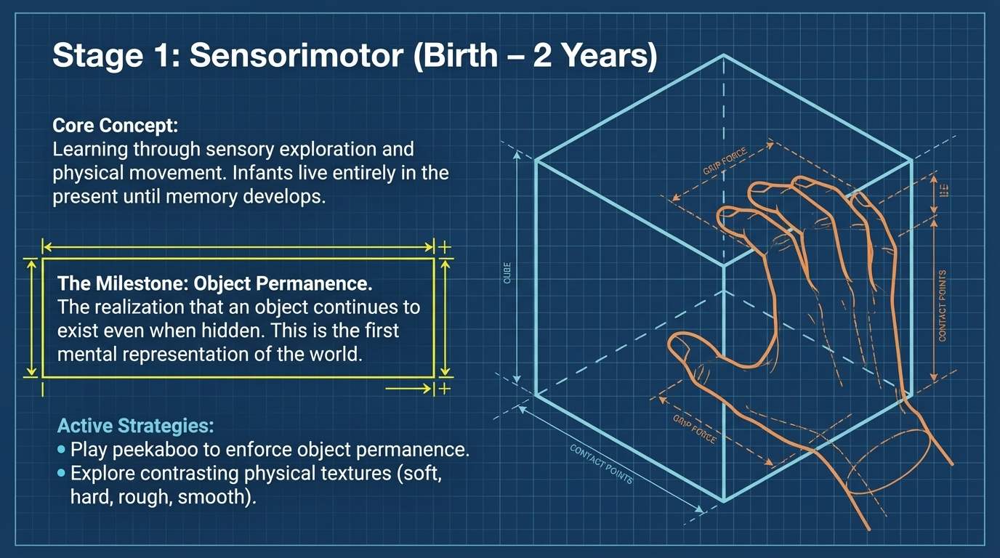 Stage 1: Sensorimotor (Birth – 2 Years)
Core Concept:
Learning through sensory exploration and
physical movement. Infants live entirely in the
present until memory develops.
The Milestone: Object Permanence.
The realization that an object continues to
exist even when hidden. This is the first
mental representation of the world.
Active Strategies:
• Play peekaboo to enforce object permanence.
• Explore contrasting physical textures (soft,
hard, rough, smooth).
CUBE
GRIP FORCE
CONTACT POINTS
GRIP FORCE
CONTACT POINTS